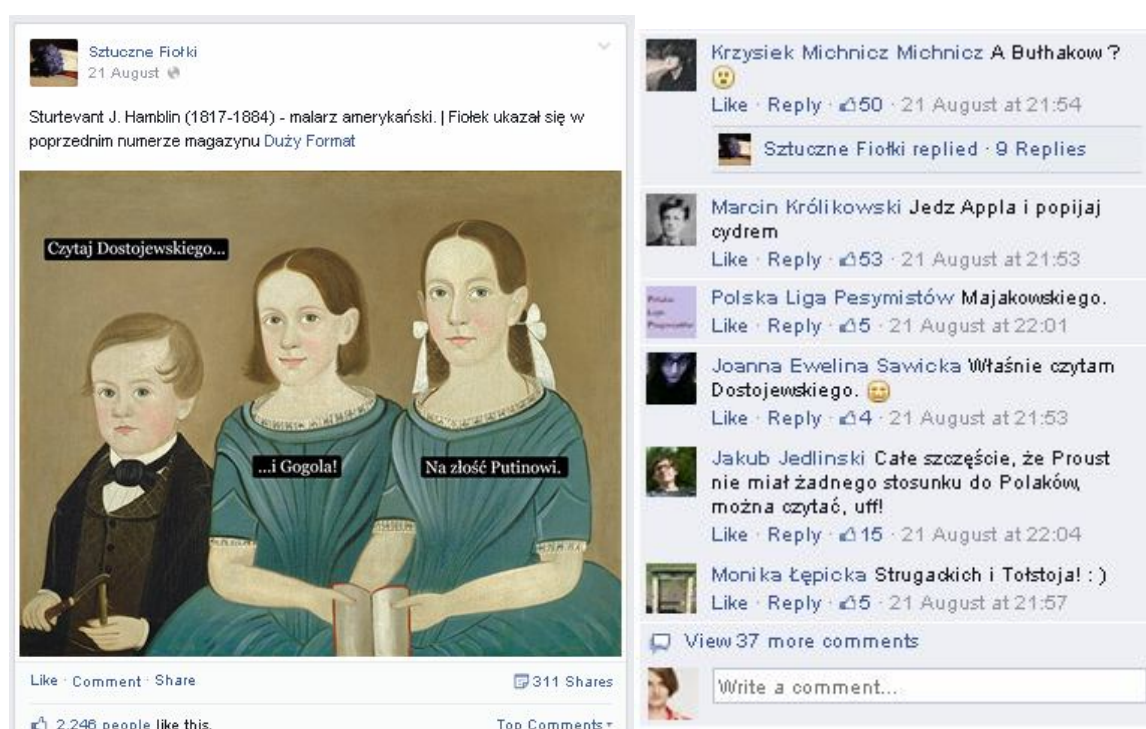 Sztuczne Fiołki
21 August
Sturtevant J. Hamblin (1817-1884) - malarz amerykański. | Fiołek ukazał się w
poprzednim numerze magazynu Duży Format
Czytaj Dostojewskiego...
...i Gogola!
Na złość Putinowi.
Like · Comment · Share
311 Shares
2,246 people like this.
Top Comments
Krzysiek Michnicz Michnicz A Bułhakow ?
Like · Reply · 50 · 21 August at 21:54
Sztuczne Fiołki replied · 9 Replies
Marcin Królikowski Jedz Appla i popijaj
cydrem
Like · Reply · 53 · 21 August at 21:53
Polska Liga Pesymistów Majakowskiego.
Like · Reply · 5 · 21 August at 22:01
Joanna Ewelina Sawicka Właśnie czytam
Dostojewskiego.
Like · Reply · 4 · 21 August at 21:53
Jakub Jedlinski Całe szczęście, że Proust
nie miał żadnego stosunku do Polaków,
można czytać, uff!
Like · Reply · 15 · 21 August at 22:04
Monika Łępicka Strugackich i Tołstoja! : )
Like · Reply · 5 · 21 August at 21:57
View 37 more comments
Write a comment...